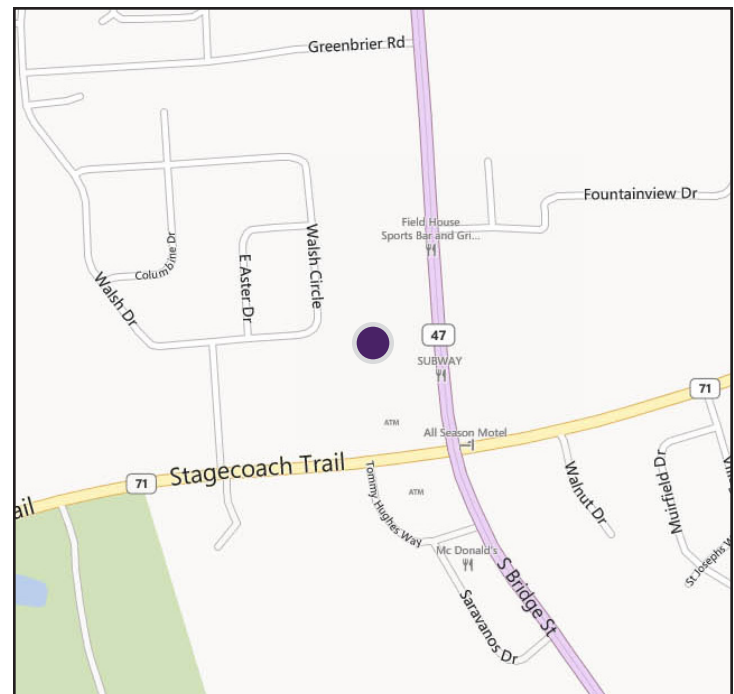 Greenbrier Rd
Fountainview Dr
Field House
Sports Bar and Gri...
Columbine Dr
Walsh Circle
E Aster Dr
Walsh Dr
47
SUBWAY
71
ATM
All Season Motel
Stagecoach Trail
71
ail
Tommy Hughes Way
ATM
Walnut Dr
Muirfield Dr
St Josephs W
Mc Donald's
S Bridge St
Saravanos Dr